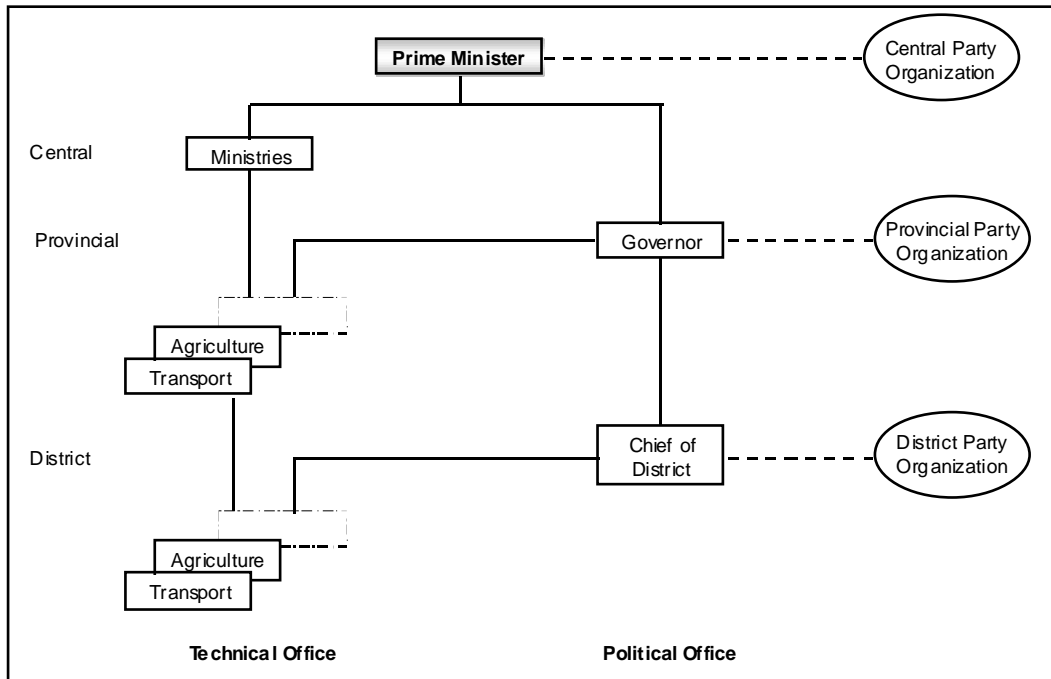 Prime Minister
Central Party
Organization
Central
Ministries
Provincial
Governor
Provincial Party
Organization
Agriculture
Transport
District
Chief of
District
District Party
Organization
Agriculture
Transport
Technical Office
Political Office